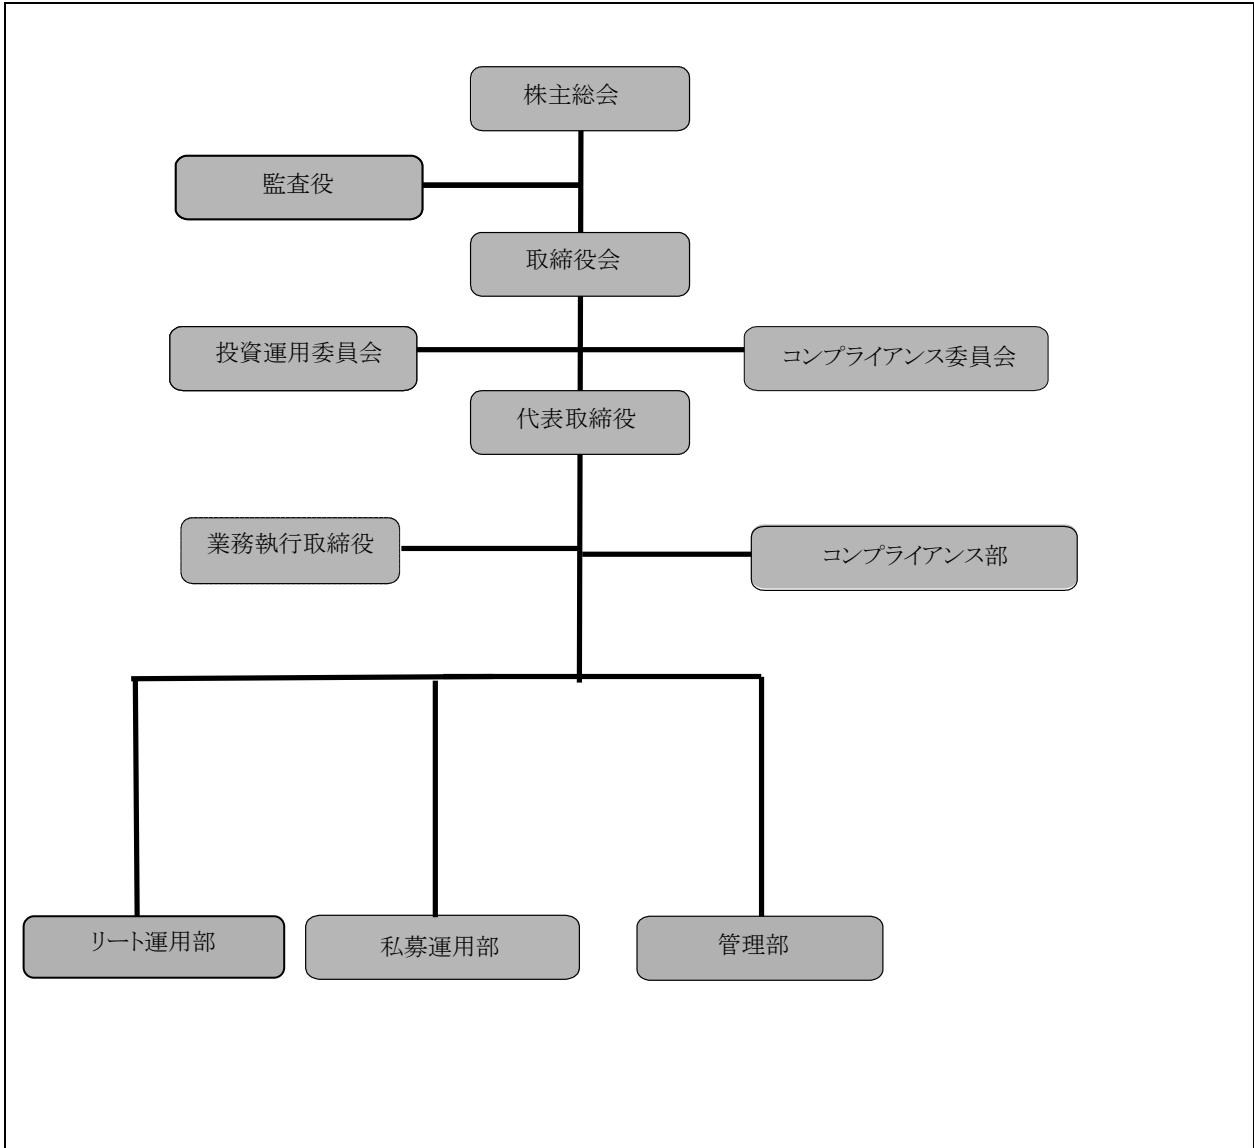 株主総会
監査役
取締役会
投資運用委員会
コンプライアンス委員会
代表取締役
業務執行取締役
コンプライアンス部
リート運用部
私募運用部
管理部